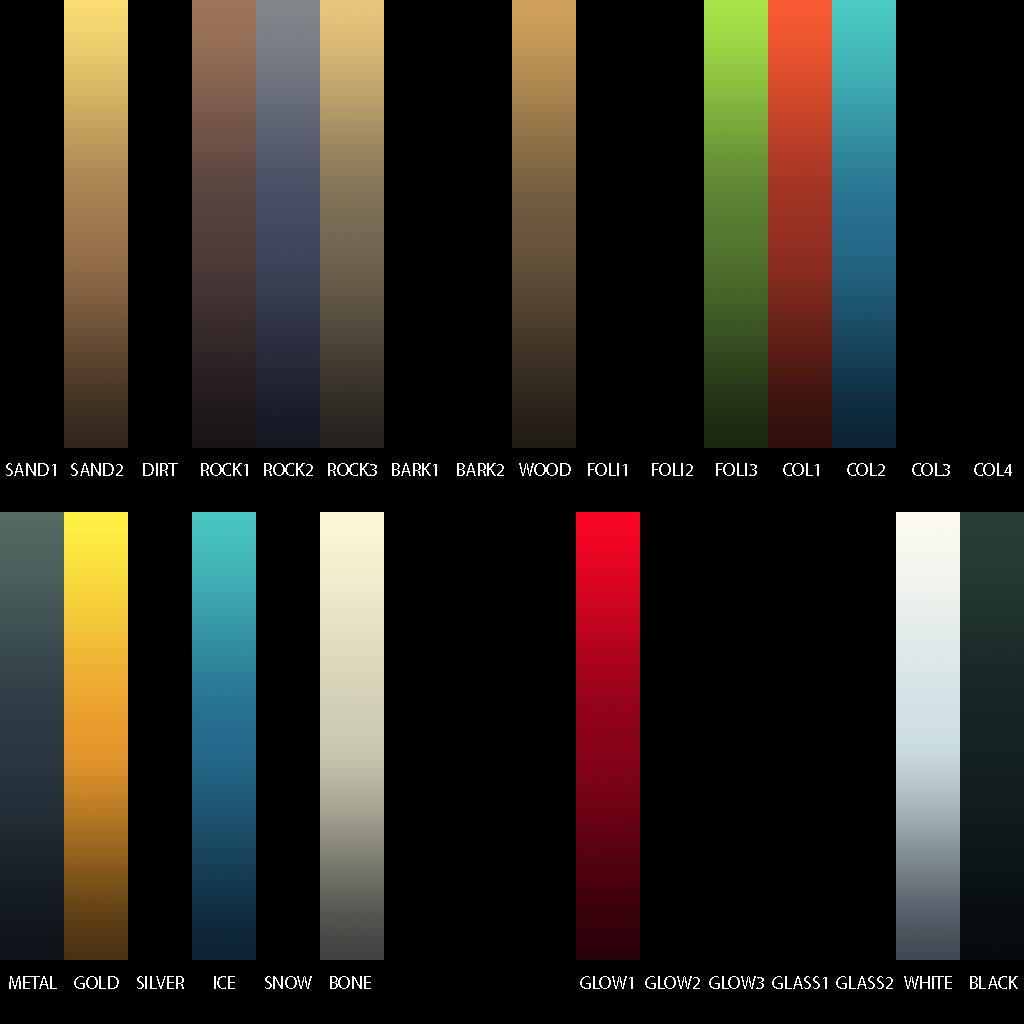 SAND1 SAND2 DIRT ROCK1 ROCK2 ROCK3 BARK1 BARK2 WOOD FOLI1 FOLI2 FOLI3 COL1 COL2 COL3 COL4
METAL GOLD SILVER ICE SNOW BONE GLOW1 GLOW2 GLOW3 GLASS1 GLASS2 WHITE BLACK